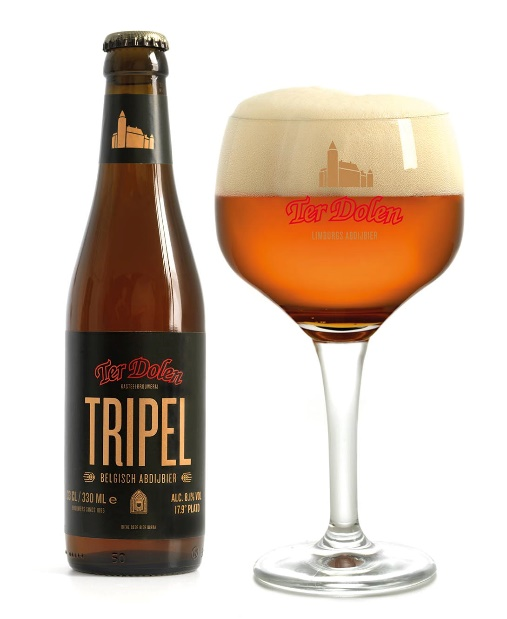 Ter Dolen
KASTEELBROUWERIJ
TRIPEL
BELGISCH ABDIJBIER
33 CL / 330 ML e
ALC. 8.1% VOL
17.9° PLATO
Ter Dolen
LIMBURGS ABDIJBIER